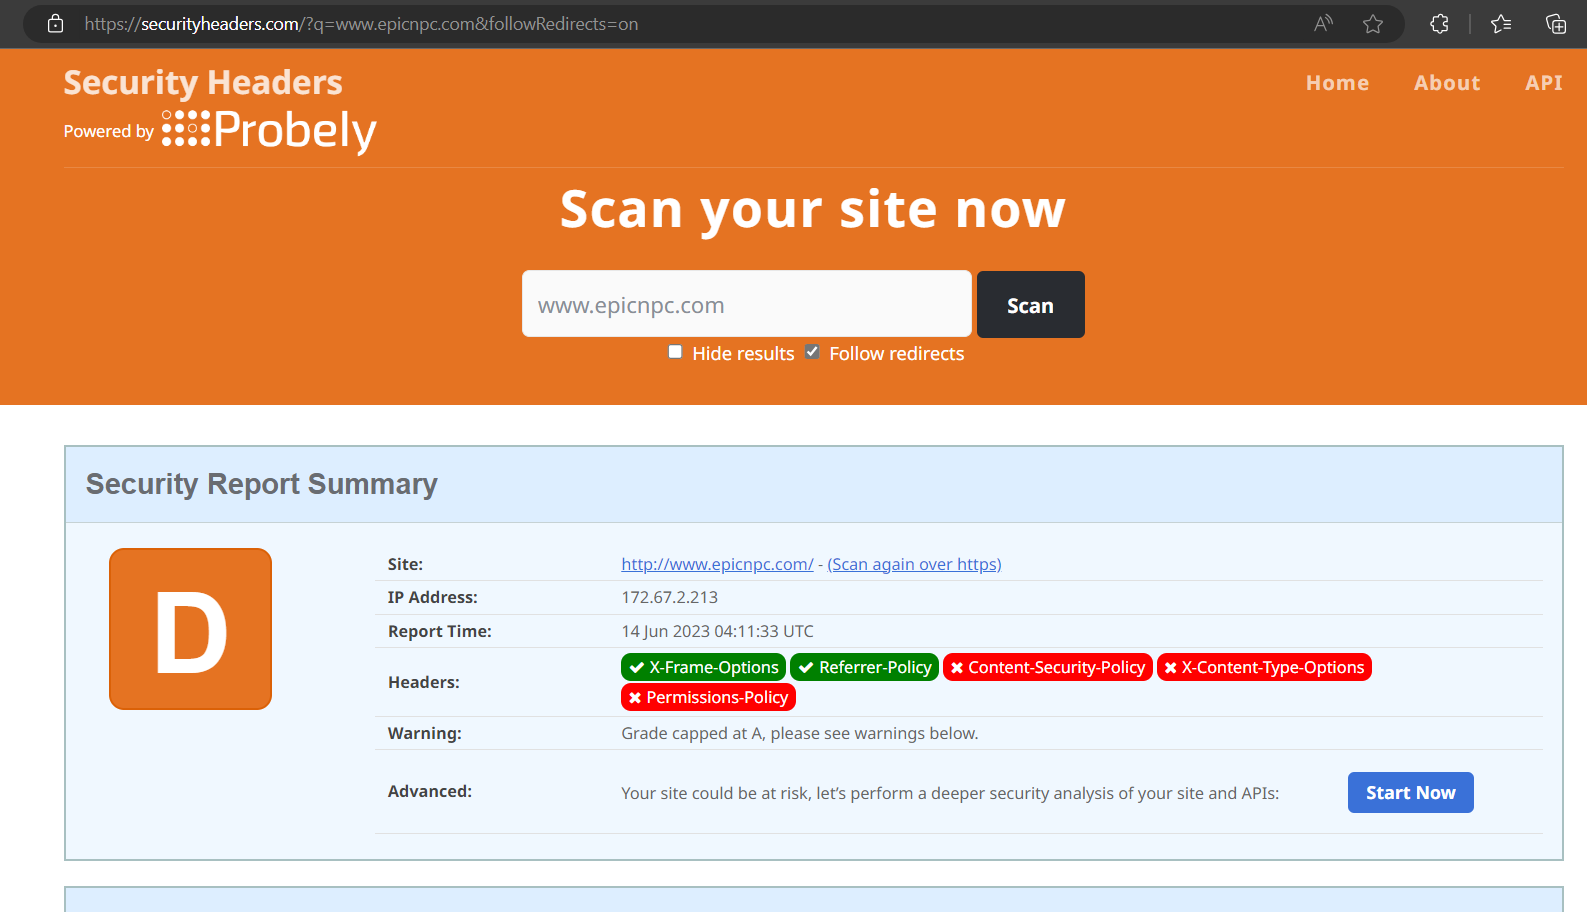 https://securityheaders.com/?q=www.epicnpc.com&followRedirects=on
Security Headers
Home About API
Powered by Probely
Scan your site now
www.epicnpc.com Scan
Hide results Follow redirects
Security Report Summary
D
Site: http://www.epicnpc.com/ - (Scan again over https)
IP Address: 172.67.2.213
Report Time: 14 Jun 2023 04:11:33 UTC
Headers: X-Frame-Options Referrer-Policy Content-Security-Policy X-Content-Type-Options
Permissions-Policy
Warning: Grade capped at A, please see warnings below.
Advanced: Your site could be at risk, let’s perform a deeper security analysis of your site and APIs: Start Now